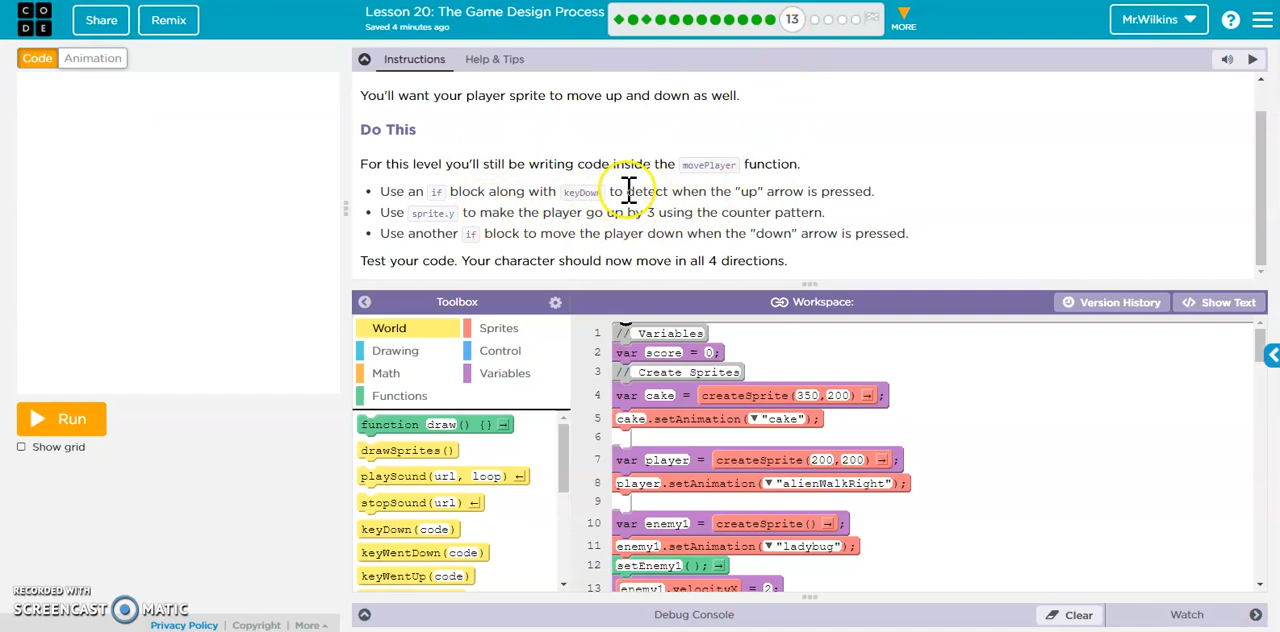 C O
D E
Share
Remix
Lesson 20: The Game Design Process
Saved 4 minutes ago
13
MORE
Mr.Wilkins
?
Code
Animation
Instructions
Help & Tips
You'll want your player sprite to move up and down as well.
Do This
For this level you'll still be writing code inside the movePlayer function.
• Use an if block along with keyDown to detect when the "up" arrow is pressed.
• Use sprite.y to make the player go up by 3 using the counter pattern.
• Use another if block to move the player down when the "down" arrow is pressed.
Test your code. Your character should now move in all 4 directions.
Run
Show grid
Toolbox
World
Sprites
Drawing
Control
Math
Variables
Functions
function draw() {}
drawSprites()
playSound(url, loop)
stopSound(url)
keyDown(code)
keyWentDown(code)
keyWentUp(code)
Workspace:
Version History
Show Text
1 // Variables
2 var score = 0;
3 // Create Sprites
4 var cake = createSprite(350,200);
5 cake.setAnimation("cake");
6
7 var player = createSprite(200,200);
8 player.setAnimation("alienWalkRight");
9
10 var enemy1 = createSprite();
11 enemy1.setAnimation("ladybug");
12 setEnemy1();
13 enemy1.velocityX = 2;
Debug Console
Clear
Watch
RECORDED WITH
SCREENCAST MATIC
Privacy Policy | Copyright | More